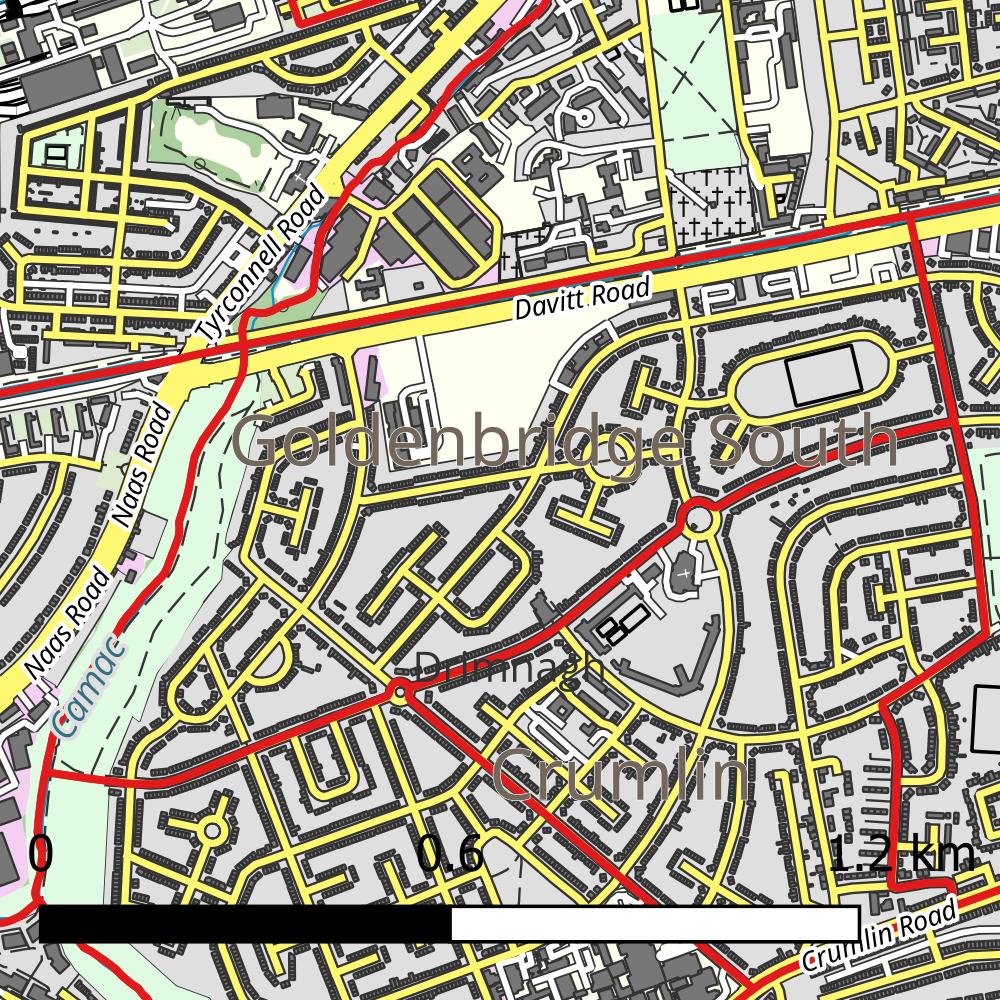 Tyrconnell Road
Davitt Road
Goldenbridge South
Naas Road
Naas Road
Camac
Drimnagh
Crumlin
0 0.6 1.2 km
Crumlin Road